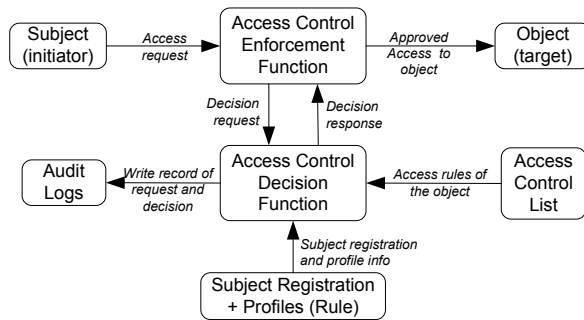 Subject
(initiator)
Access
request
Access Control
Enforcement
Function
Approved
Access to
object
Object
(target)
Decision
request
Decision
response
Audit
Logs
Write record of
request and
decision
Access Control
Decision
Function
Access rules of
the object
Access
Control
List
Subject registration
and profile info
Subject Registration
+ Profiles (Rule)